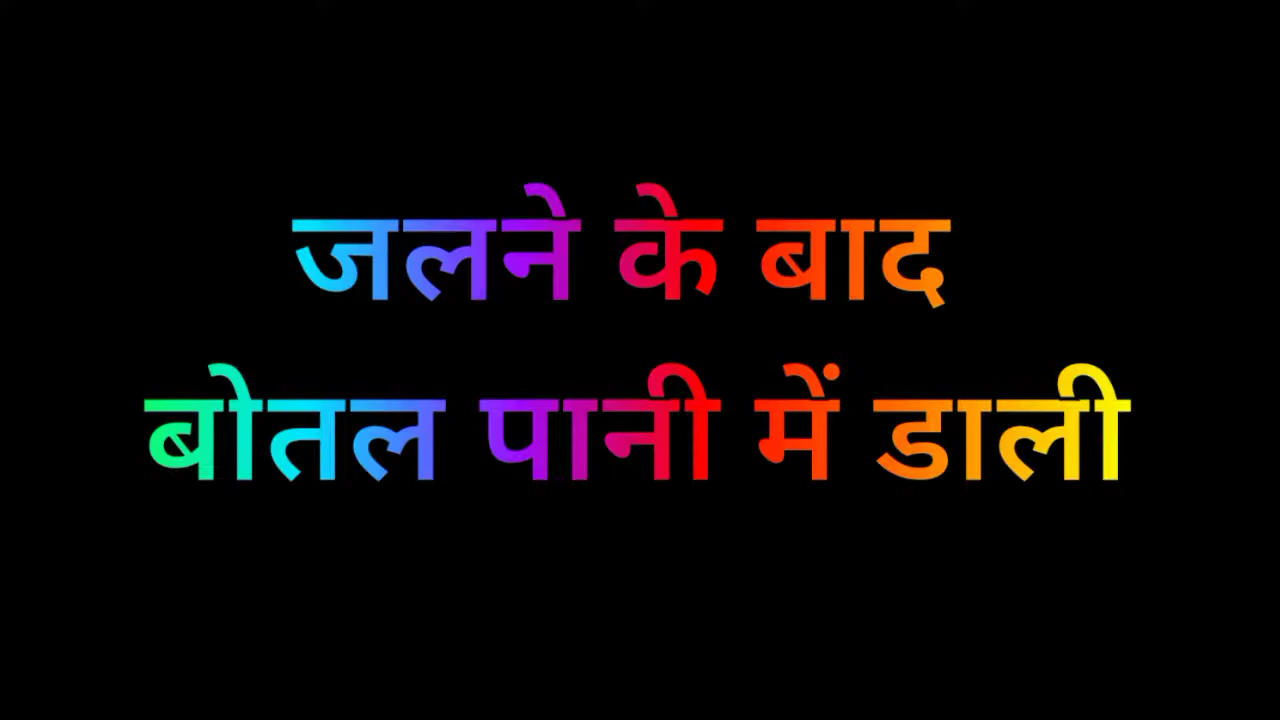 जलने के बाद
बोतल पानी में डाली